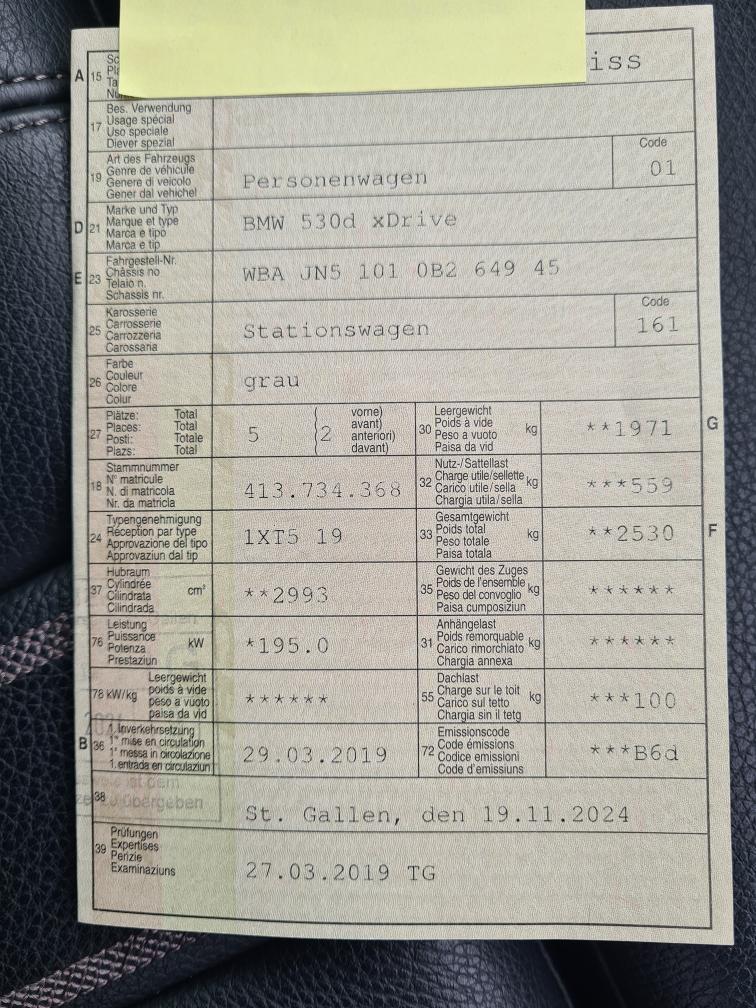 A 15 Sc
Pla
Ta
Nu
iss
17 Bes. Verwendung
Usage spécial
Uso speciale
Diever spezial
19 Art des Fahrzeugs
Genre de véhicule
Genere di veicolo
Gener dal vehichel
Personenwagen
Code
01
D 21 Marke und Typ
Marque et type
Marca e tipo
Marca e tip
BMW 530d xDrive
E 23 Fahrgestell-Nr.
Châssis no
Telaio n.
Schassis nr.
WBA JN5 101 0B2 649 45
25 Karosserie
Carrosserie
Carrozzeria
Carossaria
Stationswagen
Code
161
26 Farbe
Couleur
Colore
Colur
grau
27 Plätze: Total
Places: Total
Posti: Totale
Plazs: Total
5
2
vorne)
avant)
anteriori)
davant)
30 Leergewicht
Poids à vide
Peso a vuoto
Paisa da vid
kg
**1971
G
18 Stammnummer
N° matricule
N. di matricola
Nr. da matricla
413.734.368
32 Nutz-/Sattellast
Charge utile/sellette
Carico utile/sella
Chargia utila/sella
kg
***559
24 Typengenehmigung
Réception par type
Approvazione del tipo
Approvaziun dal tip
1XT5 19
33 Gesamtgewicht
Poids total
Peso totale
Paisa totala
kg
**2530
F
37 Hubraum
Cylindrée
Cilindrata
Cilindrada
cm³
**2993
35 Gewicht des Zuges
Poids de l'ensemble
Peso del convoglio
Paisa cumposiziun
kg
******
76 Leistung
Puissance
Potenza
Prestaziun
kW
*195.0
31 Anhängelast
Poids remorquable
Carico rimorchiato
Chargia annexa
kg
******
78 kW/kg
Leergewicht
poids à vide
peso a vuoto
paisa da vid
******
55 Dachlast
Charge sur le toit
Carico sul tetto
Chargia sin il tetg
kg
***100
B 36 1. Inverkehrsetzung
1re mise en circulation
1a messa in circolazione
1. entrada en circulaziun
29.03.2019
72 Emissionscode
Code émissions
Codice emissioni
Code d'emissiuns
***B6d
38
übergeben
St. Gallen, den 19.11.2024
39 Prüfungen
Expertises
Perizie
Examinaziuns
27.03.2019 TG